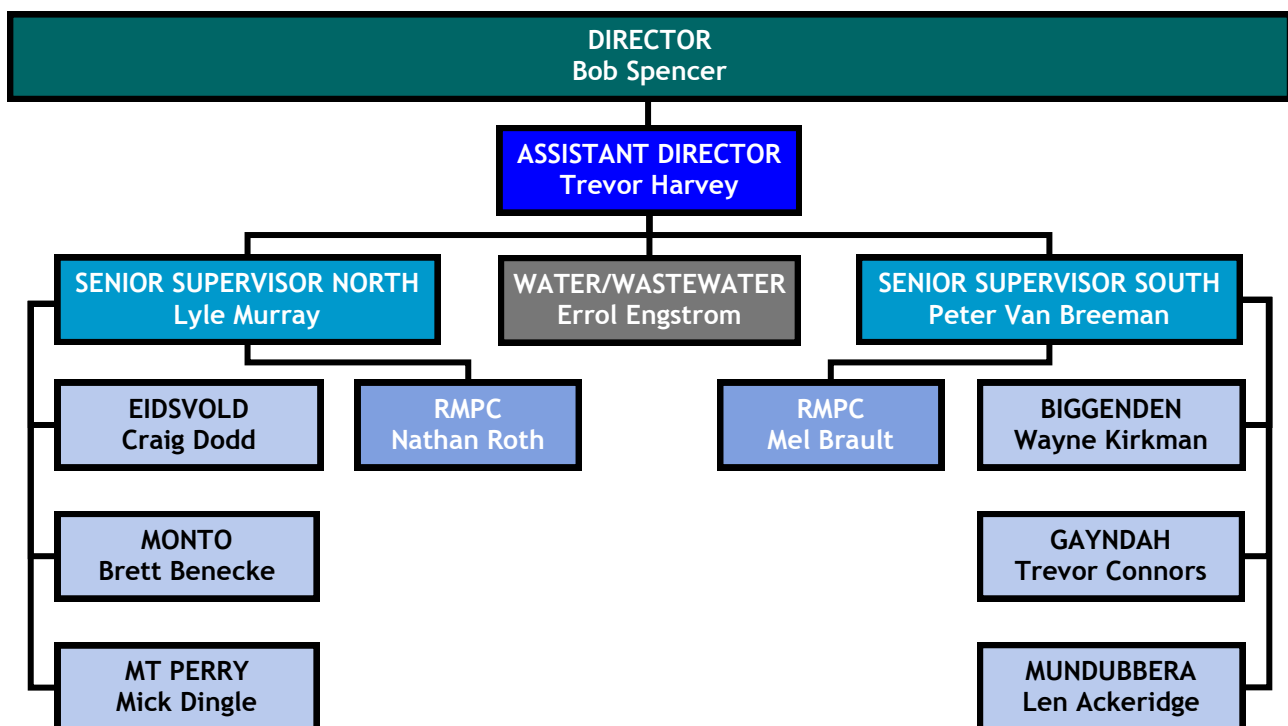 DIRECTOR
Bob Spencer
ASSISTANT DIRECTOR
Trevor Harvey
SENIOR SUPERVISOR NORTH
Lyle Murray
WATER/WASTEWATER
Errol Engstrom
SENIOR SUPERVISOR SOUTH
Peter Van Breeman
EIDSVOLD
Craig Dodd
RMPC
Nathan Roth
RMPC
Mel Brault
BIGGENDEN
Wayne Kirkman
MONTO
Brett Benecke
GAYNDAH
Trevor Connors
MT PERRY
Mick Dingle
MUNDUBBERA
Len Ackeridge